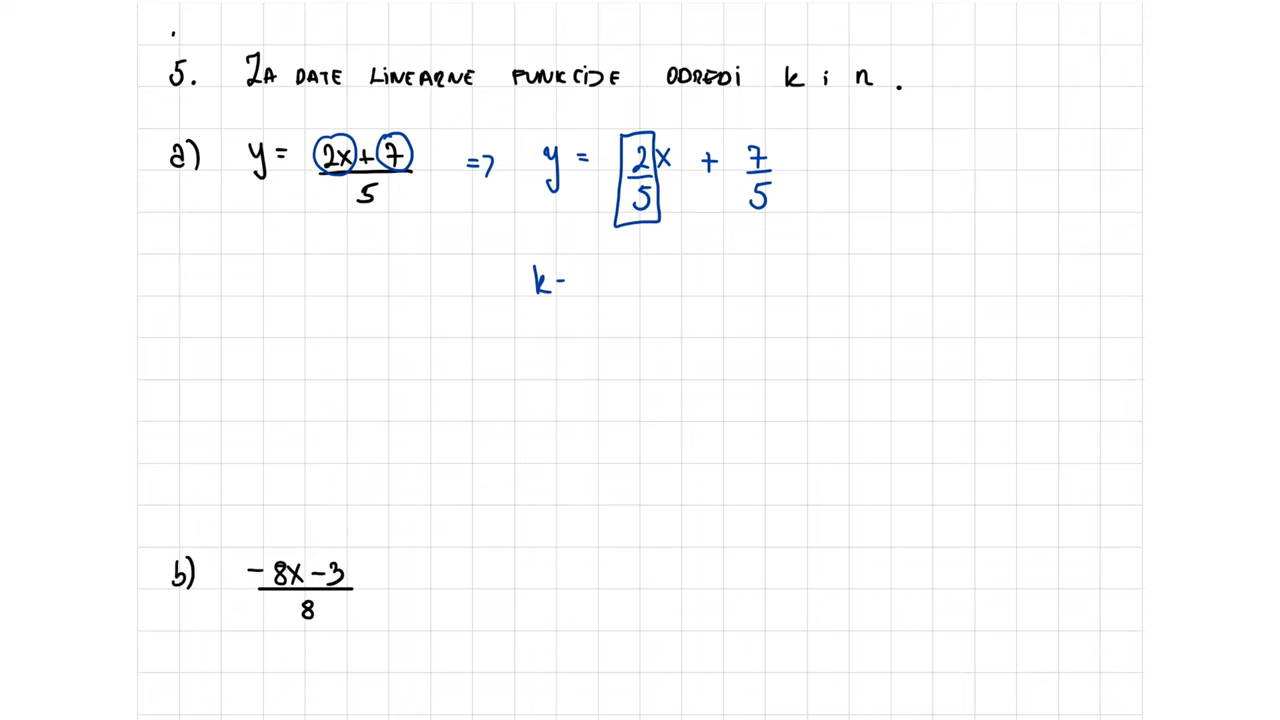 5. ZA DATE LINEARNE FUNKCIJE ODREDI k i n.
a) y = (2x+7)/5 => y = 2/5 x + 7/5
k-
b) (-8x-3)/8